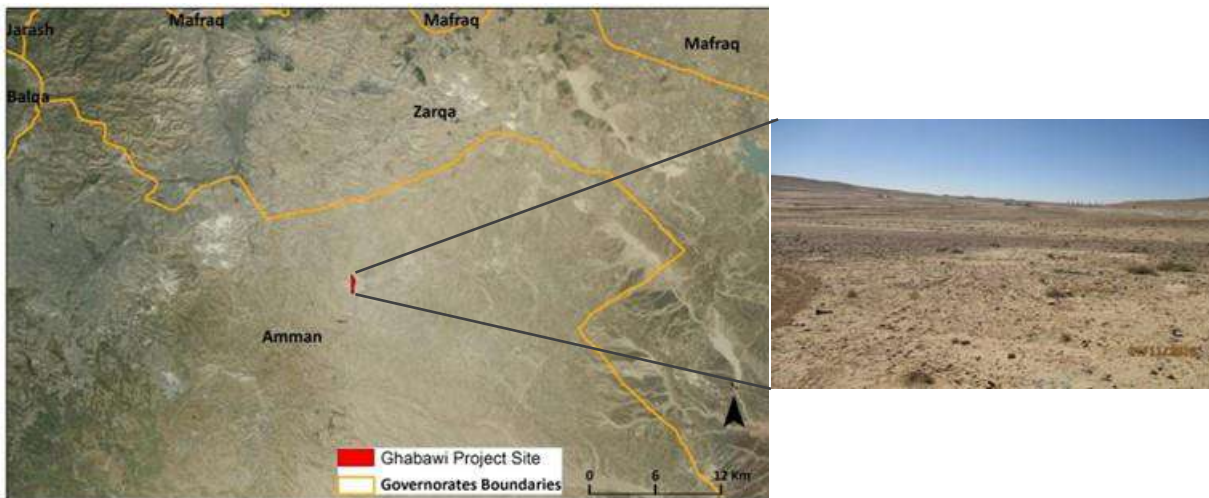 Mafraq
Mafraq
Jarash
Mafraq
Balqa
Zarqa
Amman
Ghabawi Project Site
Governorates Boundaries
0 6 12 Km